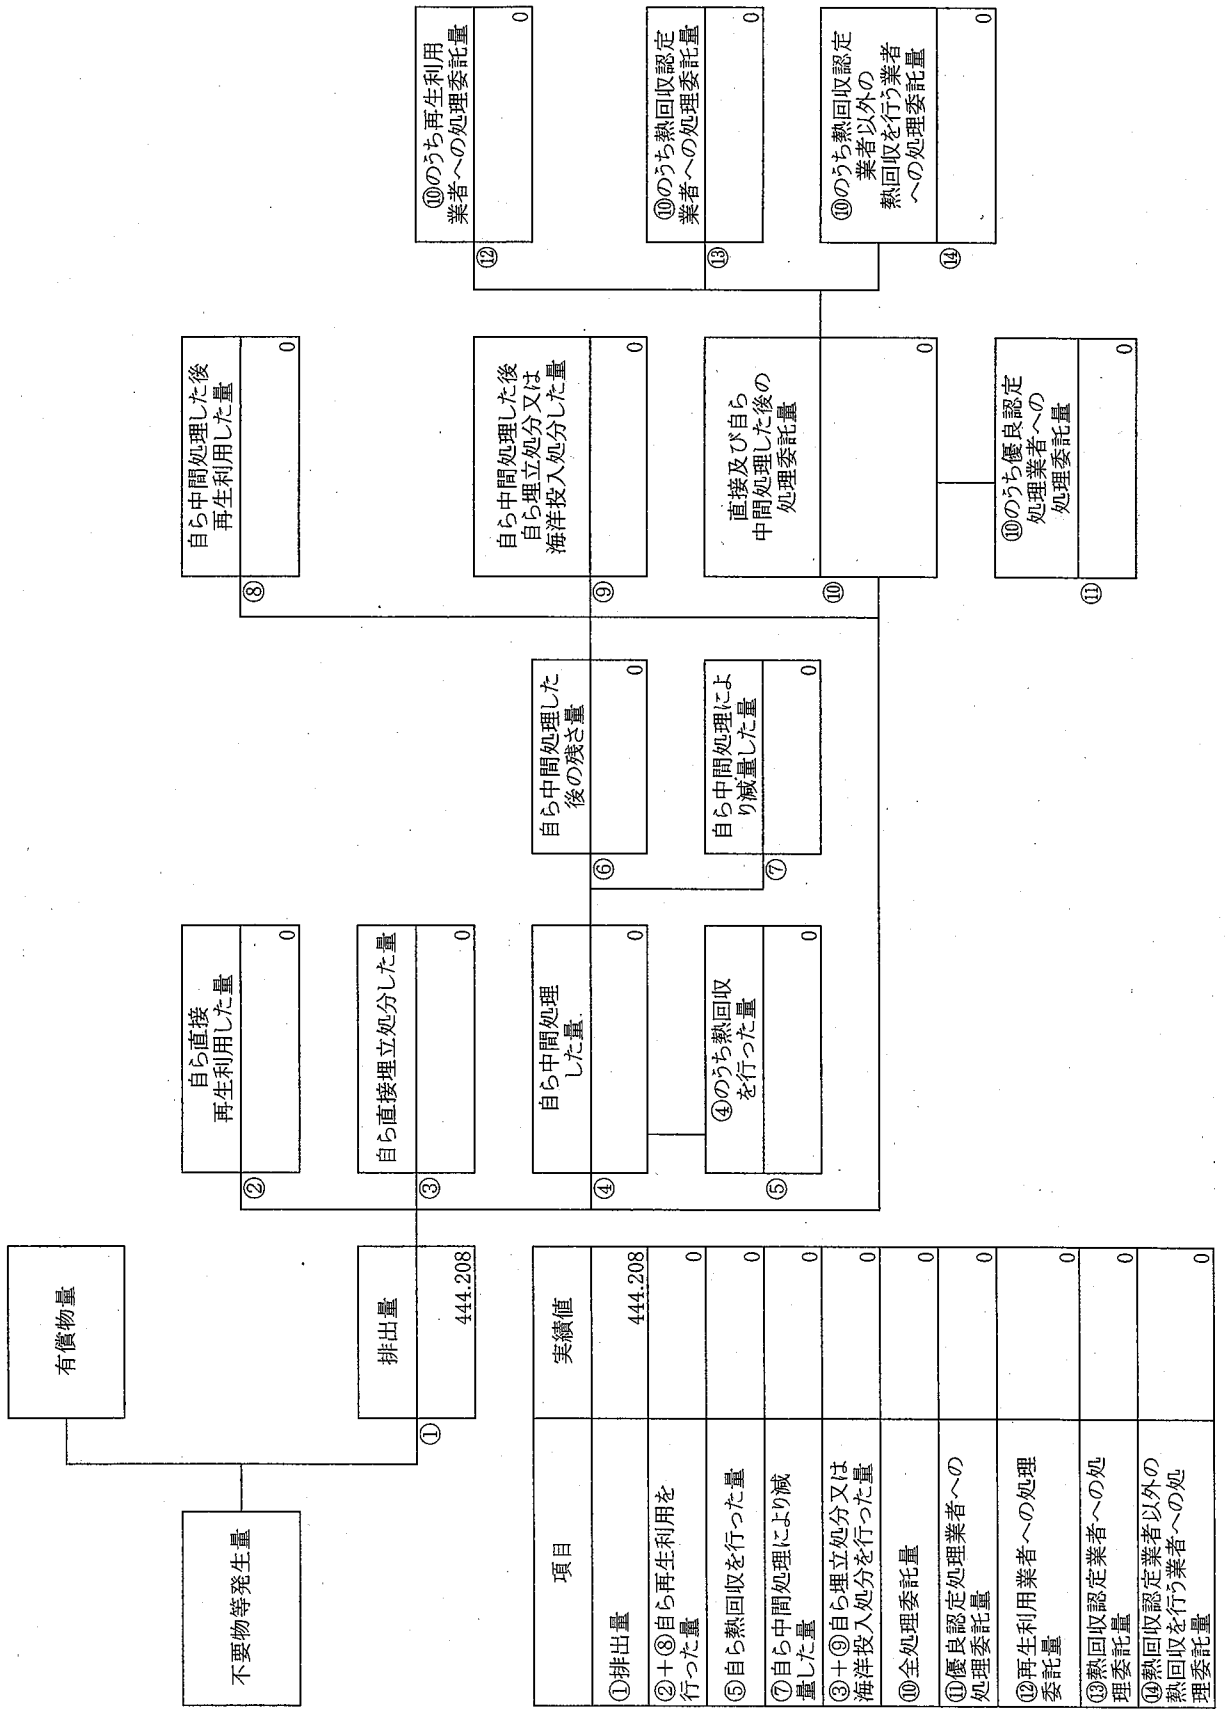 不要物等発生量
有償物量
①
排出量
444.208
②
自ら直接
再生利用した量
0
③
自ら直接埋立処分した量
0
④
自ら中間処理
した量
0
⑤
④のうち熱回収
を行った量
0
⑥
自ら中間処理した
後の残さ量
0
⑦
自ら中間処理によ
り減量した量
0
⑧
自ら中間処理した後
再生利用した量
0
⑨
自ら中間処理した後
自ら埋立処分又は
海洋投入処分した量
0
⑩
直接及び自ら
中間処理した後の
処理委託量
0
⑪
⑩のうち優良認定
処理業者への
処理委託量
0
⑫
⑩のうち再生利用
業者への処理委託量
0
⑬
⑩のうち熱回収認定
業者への処理委託量
0
⑭
⑩のうち熱回収認定
業者以外の
熱回収を行う業者
への処理委託量
0
項目 実績値
①排出量 444.208
②+⑧自ら再生利用を
行った量 0
⑤自ら熱回収を行った量 0
⑦自ら中間処理により減
量した量 0
③+⑨自ら埋立処分又は
海洋投入処分を行った量 0
⑩全処理委託量 0
⑪優良認定処理業者への
処理委託量 0
⑫再生利用業者への処理
委託量 0
⑬熱回収認定業者への処
理委託量 0
⑭熱回収認定業者以外の
熱回収を行う業者への処
理委託量 0